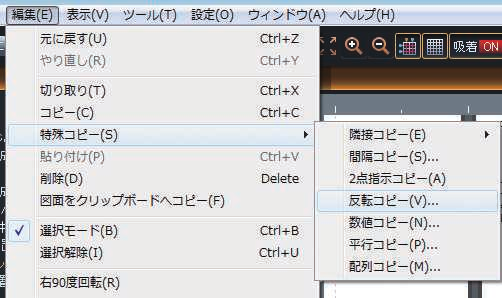 編集(E) 表示(V) ツール(T) 設定(O) ウィンドウ(A) ヘルプ(H)
元に戻す(U) Ctrl+Z
やり直し(R) Ctrl+Y
吸着 ON
切り取り(T) Ctrl+X
コピー(C) Ctrl+C
特殊コピー(S)
貼り付け(P) Ctrl+V
削除(D) Delete
図面をクリップボードへコピー(F)
選択モード(B) Ctrl+B
選択解除(I) Ctrl+U
右90度回転(R)
隣接コピー(E)
間隔コピー(S)...
2点指示コピー(A)
反転コピー(V)...
数値コピー(N)...
平行コピー(P)...
配列コピー(M)...